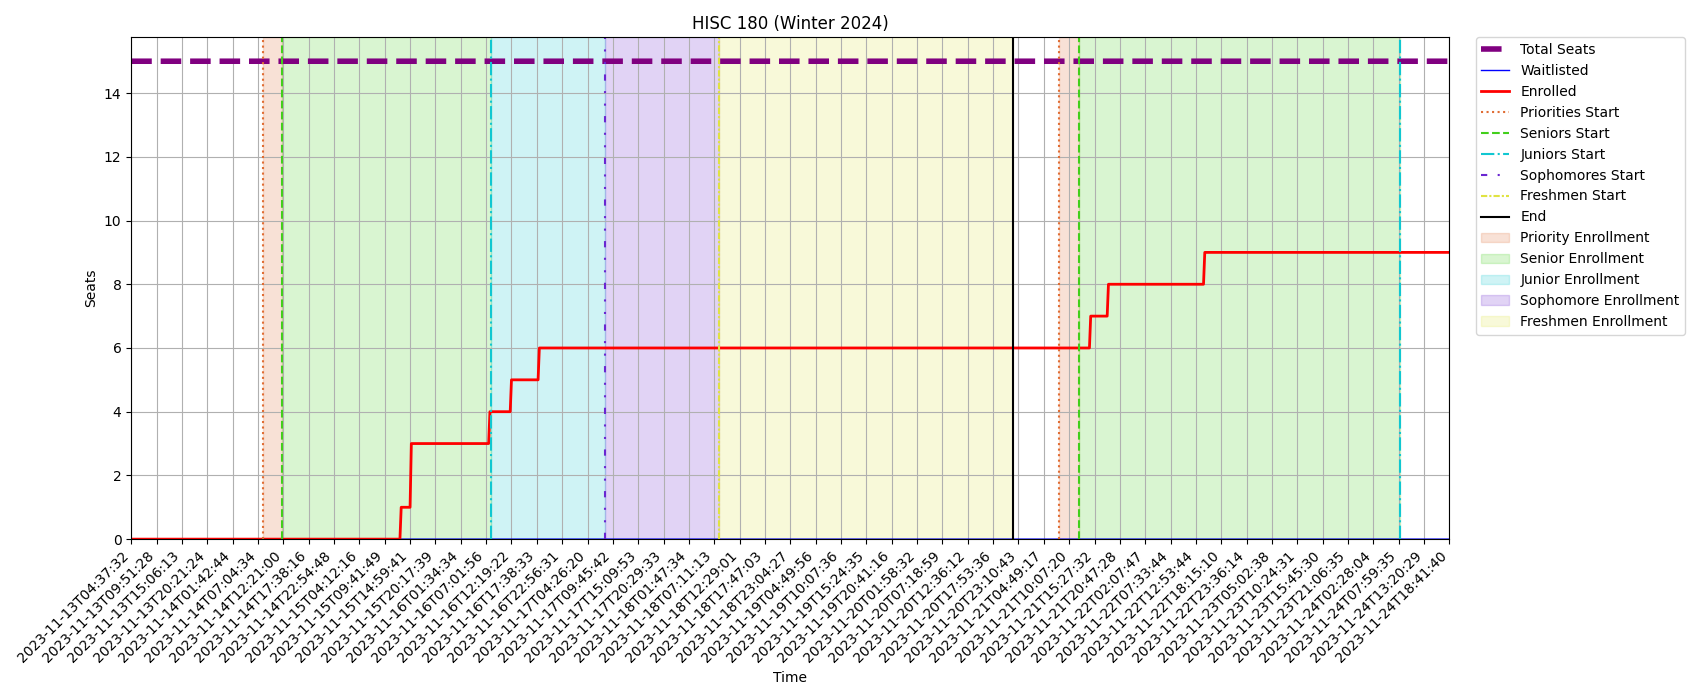 HISC 180 (Winter 2024)
Seats
14
12
10
8
6
4
2
0
2023-11-13T04:37:32
2023-11-13T09:51:28
2023-11-13T15:06:13
2023-11-13T20:21:24
2023-11-14T01:42:44
2023-11-14T07:04:34
2023-11-14T12:21:00
2023-11-14T17:38:16
2023-11-14T22:54:48
2023-11-15T04:12:16
2023-11-15T09:41:49
2023-11-15T14:59:41
2023-11-15T20:17:39
2023-11-16T01:34:34
2023-11-16T07:01:56
2023-11-16T12:19:22
2023-11-16T17:38:33
2023-11-16T22:56:31
2023-11-17T04:26:20
2023-11-17T09:45:42
2023-11-17T15:09:53
2023-11-17T20:29:33
2023-11-18T01:47:34
2023-11-18T07:11:13
2023-11-18T12:29:01
2023-11-18T17:47:03
2023-11-18T23:04:27
2023-11-19T04:49:56
2023-11-19T10:07:36
2023-11-19T15:24:35
2023-11-19T20:41:16
2023-11-20T01:58:32
2023-11-20T07:18:59
2023-11-20T12:36:12
2023-11-20T17:53:36
2023-11-20T23:10:43
2023-11-21T04:49:17
2023-11-21T10:07:20
2023-11-21T15:27:32
2023-11-21T20:47:28
2023-11-22T02:07:47
2023-11-22T07:33:44
2023-11-22T12:53:44
2023-11-22T18:15:10
2023-11-22T23:36:14
2023-11-23T05:02:38
2023-11-23T10:24:31
2023-11-23T15:45:30
2023-11-23T21:06:35
2023-11-24T02:28:04
2023-11-24T07:59:35
2023-11-24T13:20:29
2023-11-24T18:41:40
Time
Total Seats
Waitlisted
Enrolled
Priorities Start
Seniors Start
Juniors Start
Sophomores Start
Freshmen Start
End
Priority Enrollment
Senior Enrollment
Junior Enrollment
Sophomore Enrollment
Freshmen Enrollment